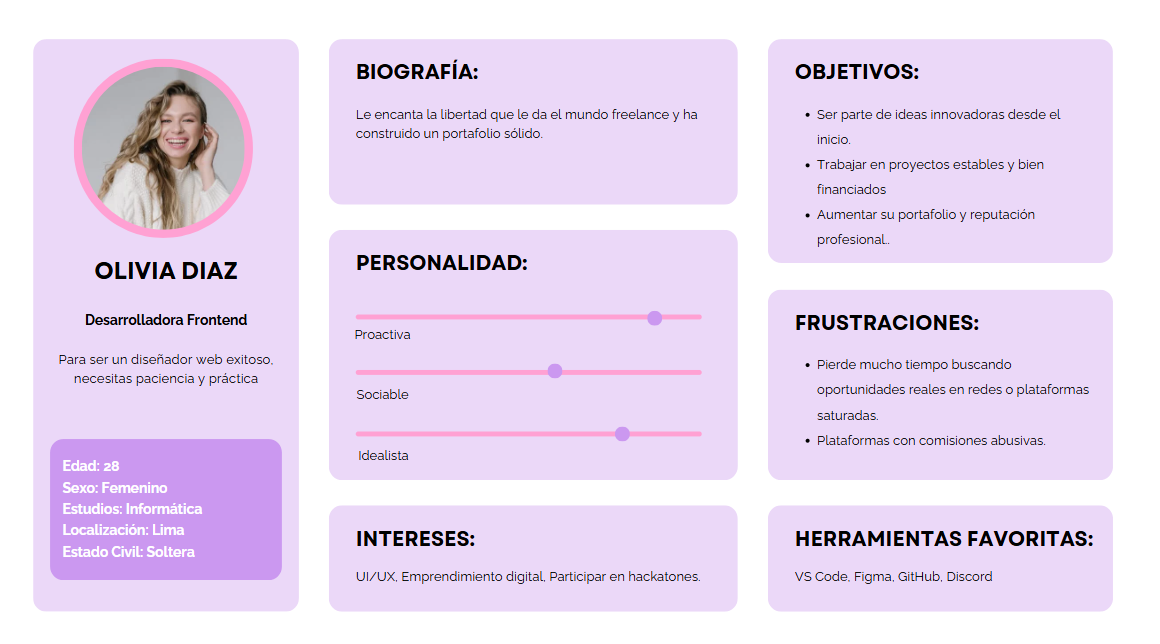 OLIVIA DIAZ
Desarrolladora Frontend
Para ser un diseñador web exitoso,
necesitas paciencia y práctica
Edad: 28
Sexo: Femenino
Estudios: Informática
Localización: Lima
Estado Civil: Soltera
BIOGRAFÍA:
Le encanta la libertad que le da el mundo freelance y ha
construido un portafolio sólido.
PERSONALIDAD:
Proactiva
Sociable
Idealista
INTERESES:
UI/UX, Emprendimiento digital, Participar en hackatones.
OBJETIVOS:
• Ser parte de ideas innovadoras desde el
inicio.
• Trabajar en proyectos estables y bien
financiados
• Aumentar su portafolio y reputación
profesional..
FRUSTRACIONES:
• Pierde mucho tiempo buscando
oportunidades reales en redes o plataformas
saturadas.
• Plataformas con comisiones abusivas.
HERRAMIENTAS FAVORITAS:
VS Code, Figma, GitHub, Discord